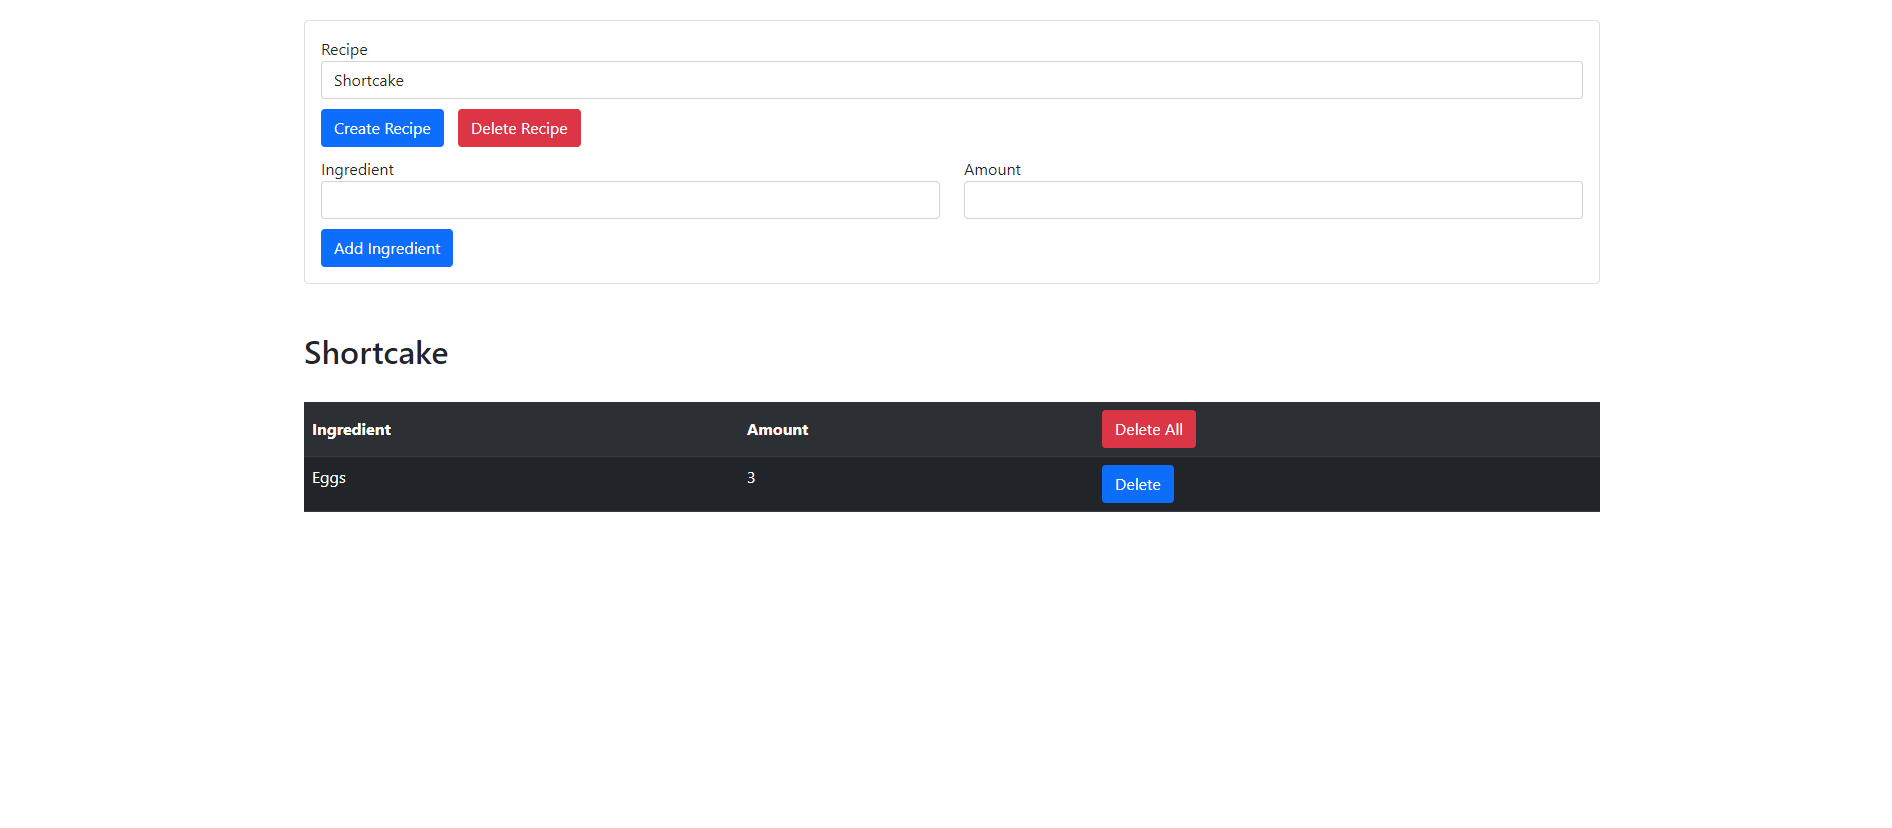 Recipe
Shortcake
Create Recipe Delete Recipe
Ingredient Amount
Add Ingredient
Shortcake
Ingredient Amount Delete All
Eggs 3 Delete